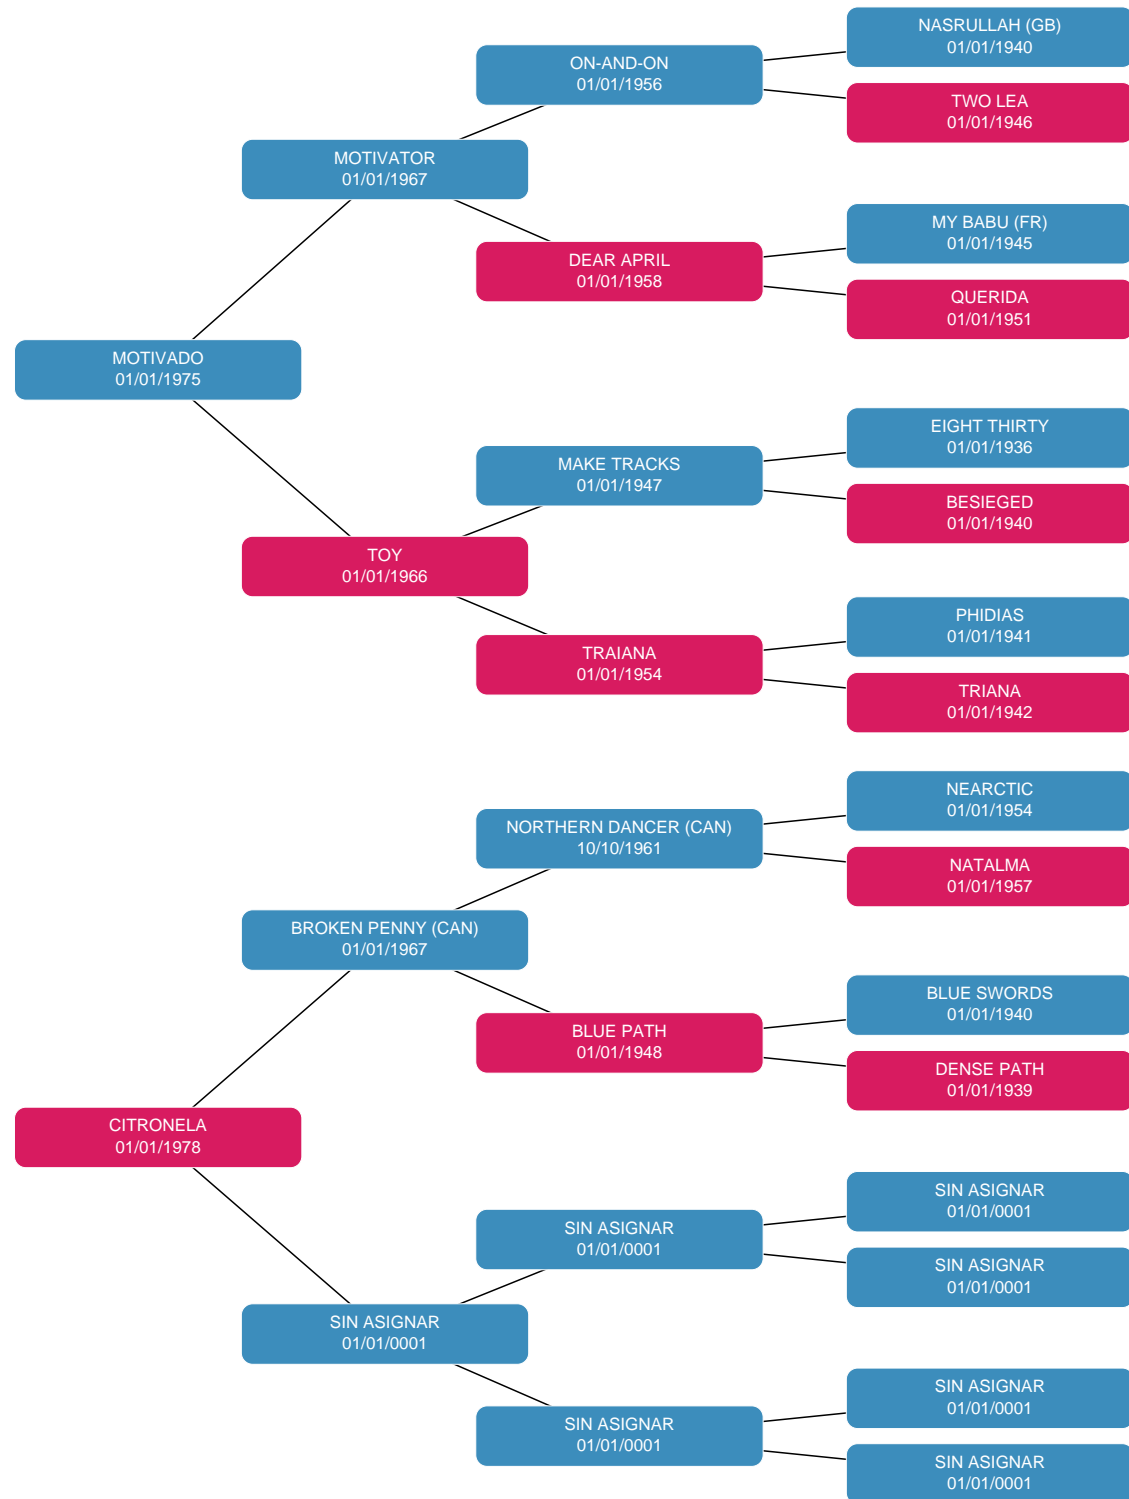 NASRULLAH (GB)
01/01/1940
ON-AND-ON
01/01/1956
TWO LEA
01/01/1946
MOTIVATOR
01/01/1967
MY BABU (FR)
01/01/1945
DEAR APRIL
01/01/1958
QUERIDA
01/01/1951
MOTIVADO
01/01/1975
EIGHT THIRTY
01/01/1936
MAKE TRACKS
01/01/1947
BESIEGED
01/01/1940
TOY
01/01/1966
PHIDIAS
01/01/1941
TRAIANA
01/01/1954
TRIANA
01/01/1942
NEARCTIC
01/01/1954
NORTHERN DANCER (CAN)
10/10/1961
NATALMA
01/01/1957
BROKEN PENNY (CAN)
01/01/1967
BLUE SWORDS
01/01/1940
BLUE PATH
01/01/1948
DENSE PATH
01/01/1939
CITRONELA
01/01/1978
SIN ASIGNAR
01/01/0001
SIN ASIGNAR
01/01/0001
SIN ASIGNAR
01/01/0001
SIN ASIGNAR
01/01/0001
SIN ASIGNAR
01/01/0001
SIN ASIGNAR
01/01/0001
SIN ASIGNAR
01/01/0001